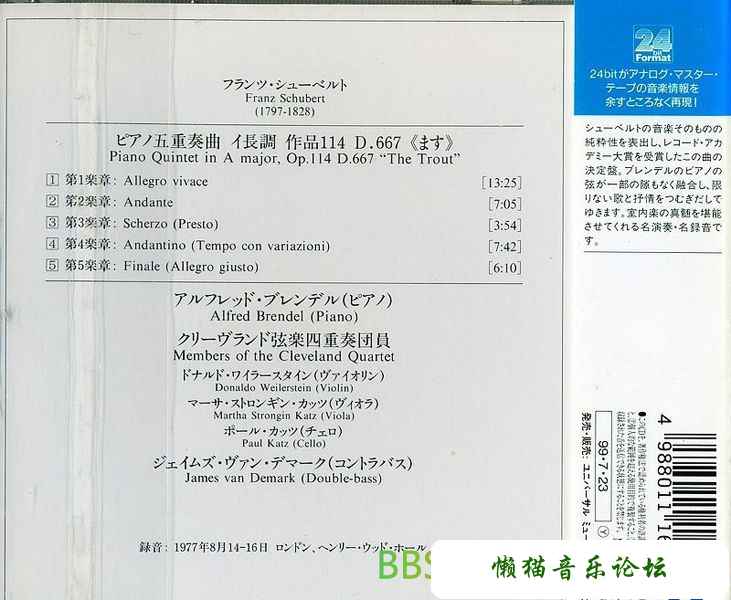 フランツ・シューベルト
Franz Schubert
(1797-1828)
ピアノ五重奏曲 イ長調 作品114 D.667《ます》
Piano Quintet in A major, Op.114 D.667 “The Trout”
1 第1楽章: Allegro vivace [13:25]
2 第2楽章: Andante [7:05]
3 第3楽章: Scherzo (Presto) [3:54]
4 第4楽章: Andantino (Tempo con variazioni) [7:42]
5 第5楽章: Finale (Allegro giusto) [6:10]
アルフレッド・ブレンデル(ピアノ)
Alfred Brendel (Piano)
クリーヴランド弦楽四重奏団員
Members of the Cleveland Quartet
ドナルド・ワイラースタイン(ヴァイオリン)
Donaldo Weilerstein (Violin)
マーサ・ストロンギン・カッツ(ヴィオラ)
Martha Strongin Katz (Viola)
ポール・カッツ(チェロ)
Paul Katz (Cello)
ジェイムズ・ヴァン・デマーク(コントラバス)
James van Demark (Double-bass)
録音: 1977年8月14-16日 ロンドン、ヘンリー・ウッド・ホール
24
bit
Format
24bitがアナログ・マスター・
テープの音楽情報を
余すところなく再現!
シューベルトの音楽そのものの
純粋性を表出し、レコード・アカ
デミー大賞を受賞したこの曲の
決定盤。ブレンデルのピアノの
弦が一部の隙もなく融合し、限
りない歌と抒情をつむぎだして
ゆきます。室内楽の真髄を堪能
させてくれる名演奏・名録音で
す。
99・7・23
Y
発売・販売元: ユニバーサル ミュー
4 988011 16
BBS
懒猫音乐论坛